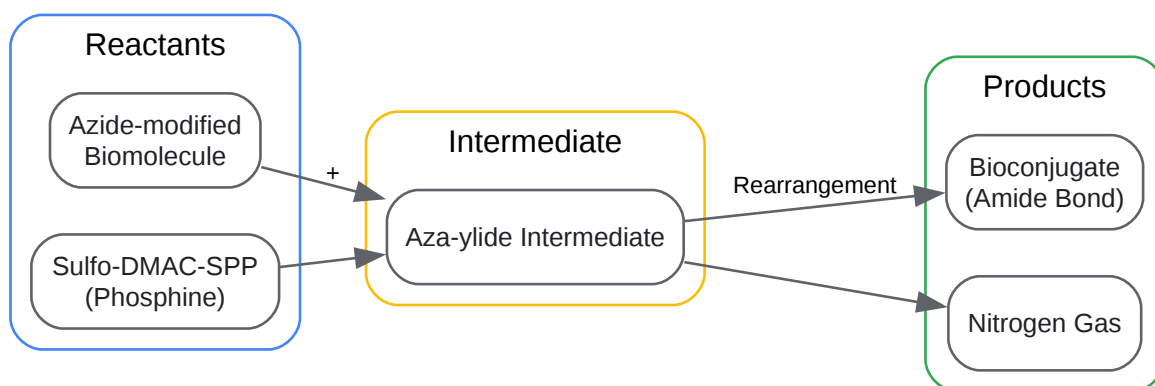 Reactants
Azide-modified
Biomolecule
Sulfo-DMAC-SPP
(Phosphine)
+
Intermediate
Aza-ylide Intermediate
Rearrangement
Products
Bioconjugate
(Amide Bond)
Nitrogen Gas